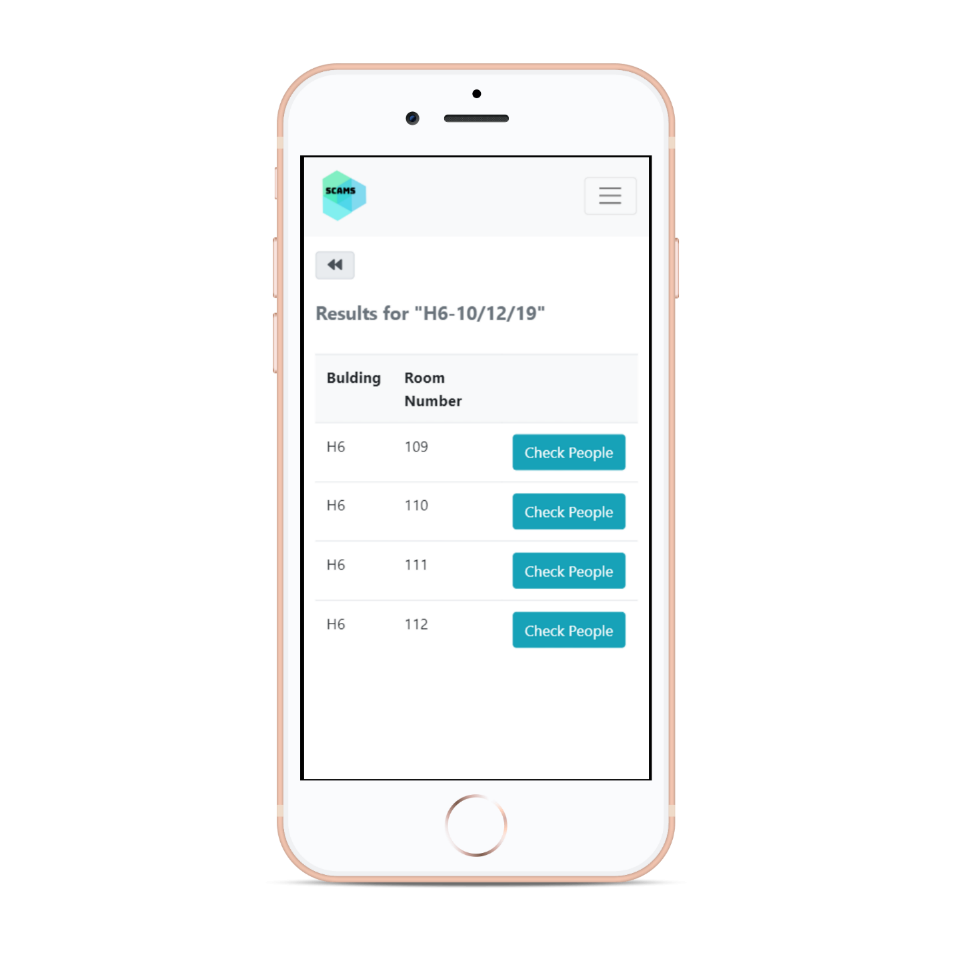 SCAMS
Results for "H6-10/12/19"
Bulding Room
Number
H6 109 Check People
H6 110 Check People
H6 111 Check People
H6 112 Check People